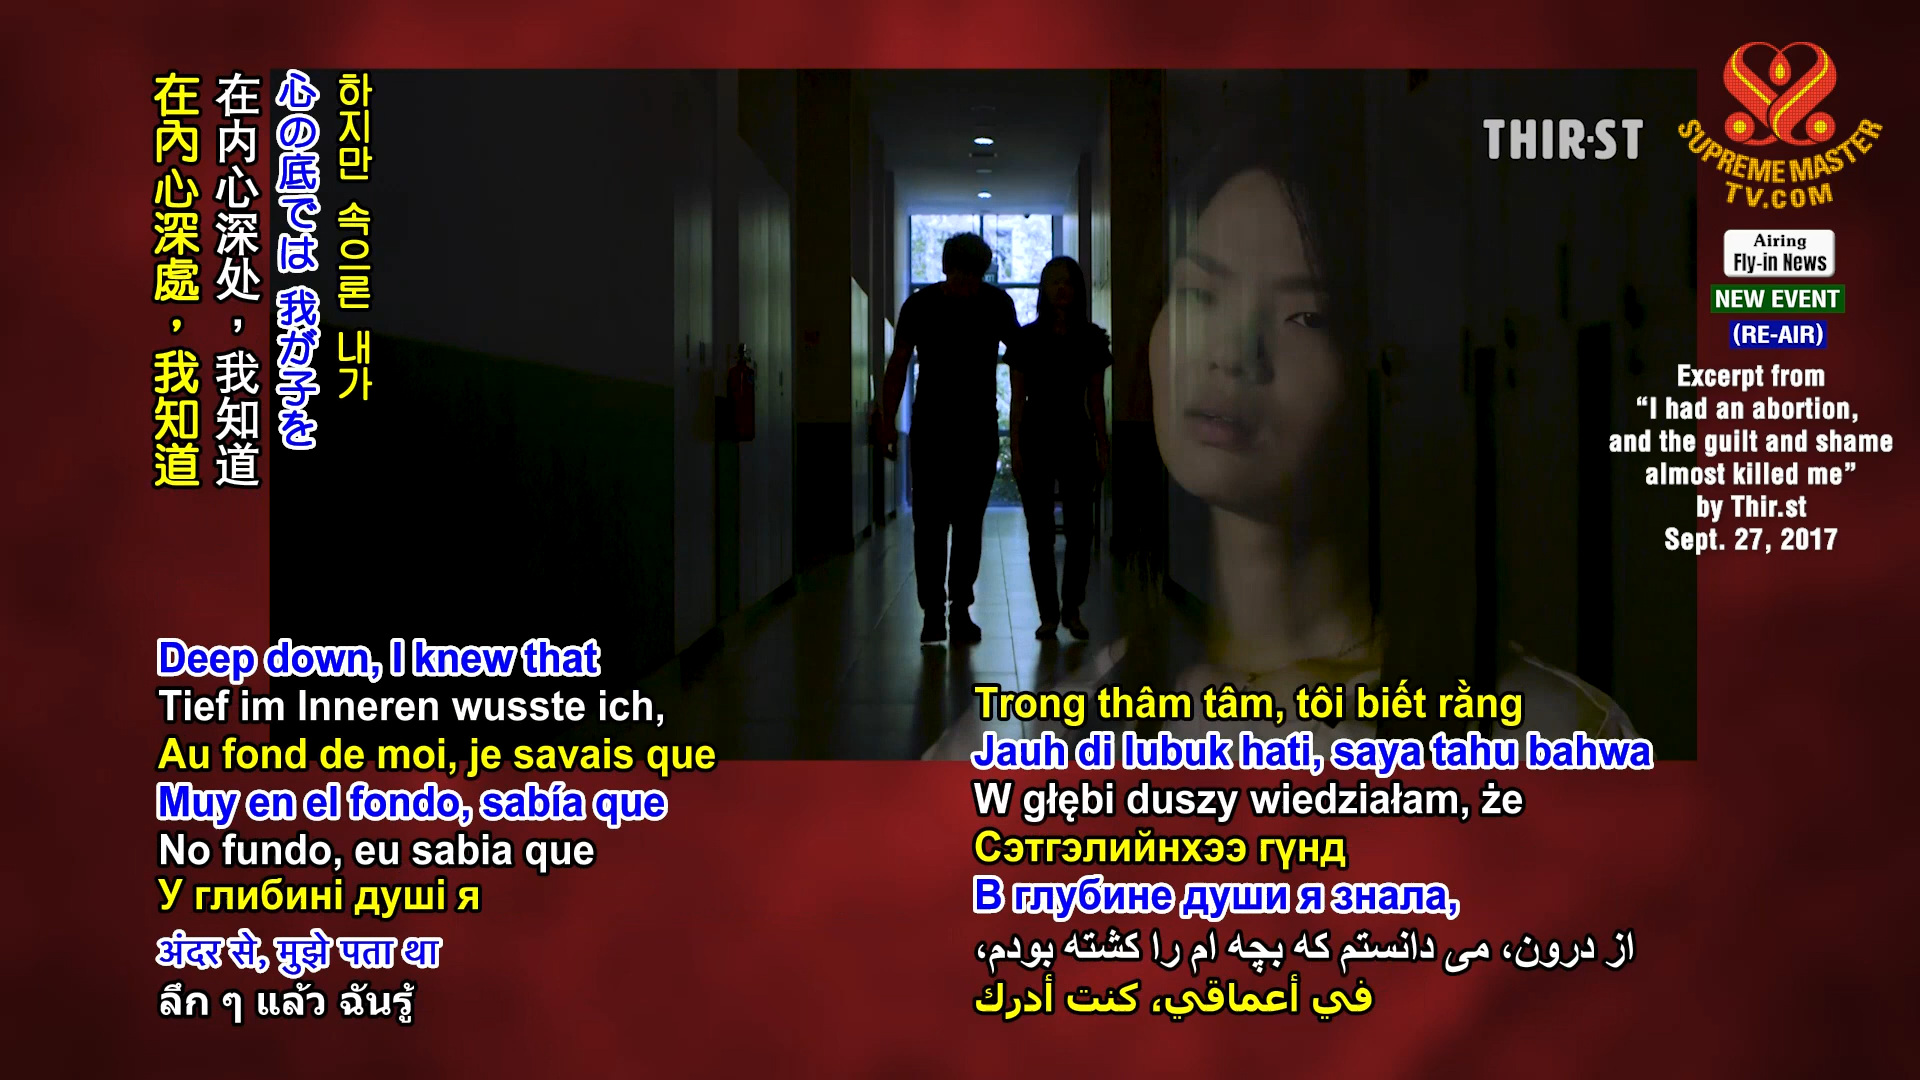 在內心深處，我知道
在内心深处，我知道
心の底では 我が子を
하지만 속으론 내가
THIR·ST
SUPREME MASTER
TV.COM
Airing
Fly-in News
NEW EVENT
(RE-AIR)
Excerpt from
“I had an abortion,
and the guilt and shame
almost killed me”
by Thir.st
Sept. 27, 2017
Deep down, I knew that
Tief im Inneren wusste ich,
Au fond de moi, je savais que
Muy en el fondo, sabía que
No fundo, eu sabia que
У глибині душі я
अंदर से, मुझे पता था
ลึก ๆ แล้ว ฉันรู้
Trong thâm tâm, tôi biết rằng
Jauh di lubuk hati, saya tahu bahwa
W głębi duszy wiedziałam, że
Сэтгэлийнхээ гүнд
В глубине души я знала,
از درون، می دانستم که بچه ام را کشته بودم،
في أعماقي، كنت أدرك